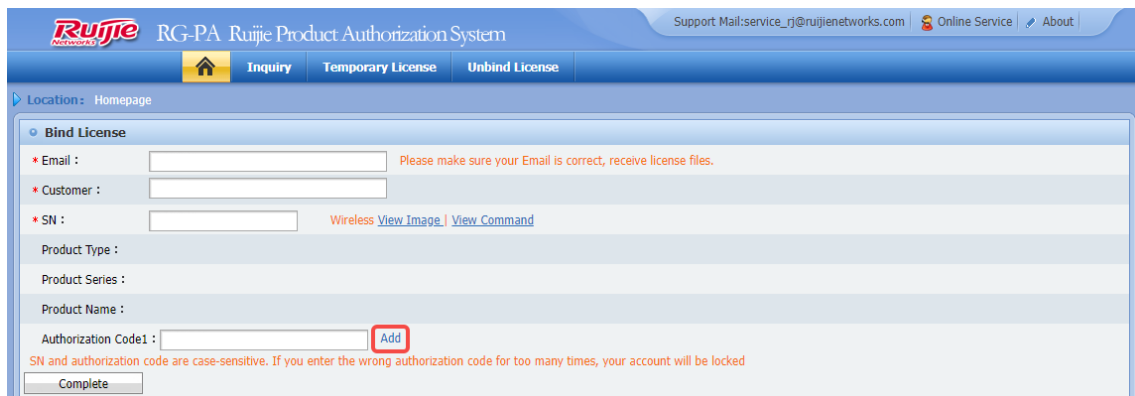 Support Mail:service_rj@ruijienetworks.com Online Service About
Ruijie Networks RG-PA Ruijie Product Authorization System
Inquiry Temporary License Unbind License
Location: Homepage
Bind License
* Email : Please make sure your Email is correct, receive license files.
* Customer :
* SN : Wireless View Image | View Command
Product Type :
Product Series :
Product Name :
Authorization Code1 : Add
SN and authorization code are case-sensitive. If you enter the wrong authorization code for too many times, your account will be locked
Complete